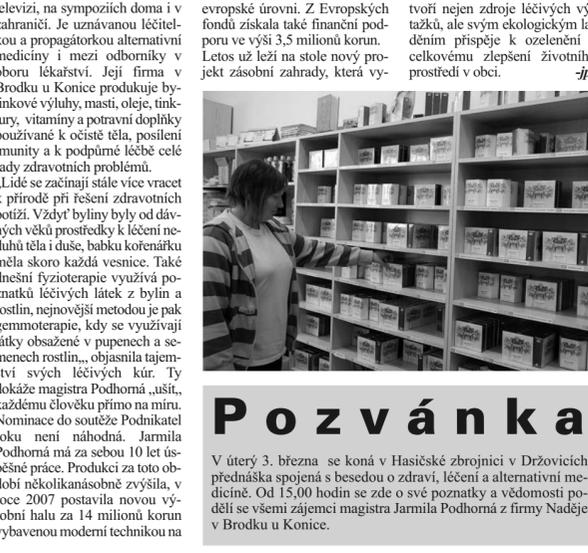 elevizi, na sympoziích doma i v
zahraničí. Je uznávanou léčitel-
kou a propagátorkou alternativní
medicíny i mezi odborníky v
oboru lékařství. Její firma v
Brodku u Konice produkuje by-
inkové výluhy, masti, oleje, tink-
ury, vitamíny a potravní doplňky
používané k očistě těla, posílení
munity a k podpůrné léčbě celé
ady zdravotních problémů.
„Lidé se začínají stále více vracet
k přírodě při řešení zdravotních
potíží. Vždyť byliny byly od dáv-
ných věků prostředky k léčení ne-
duhů těla i duše, babku kořenářku
měla skoro každá vesnice. Také
dnešní fyzioterapie využívá po-
znatků léčivých látek z bylin a
rostlin, nejnovější metodou je pak
gemmoterapie, kdy se využívají
átky obsažené v pupenech a se-
menech rostlin„, objasnila tajem-
ství svých léčivých kúr. Ty
dokáže magistra Podhorná „ušít„
každému člověku přímo na míru.
Nominace do soutěže Podnikatel
roku není náhodná. Jarmila
Podhorná má za sebou 10 let ús-
pěšné práce. Produkci za toto ob-
dobí několikanásobně zvýšila, v
roce 2007 postavila novou vý-
robní halu za 14 milionů korun
vybavenou moderní technikou na
evropské úrovni. Z Evropských
fondů získala také finanční pod-
poru ve výši 3,5 milionů korun.
Letos už leží na stole nový pro-
jekt zásobní zahrady, která vy-
tvoří nejen zdroje léčivých vý-
tažků, ale svým ekologickým la-
děním přispěje k ozelenění
celkovému zlepšení životníh
prostředí v obci.
Pozvánka
V úterý 3. března se koná v Hasičské zbrojnici v Držovicích
přednáška spojená s besedou o zdraví, léčení a alternativní me-
dicíně. Od 15,00 hodin se zde o své poznatky a vědomosti po-
dělí se všemi zájemci magistra Jarmila Podhorná z firmy Naděje
v Brodku u Konice.